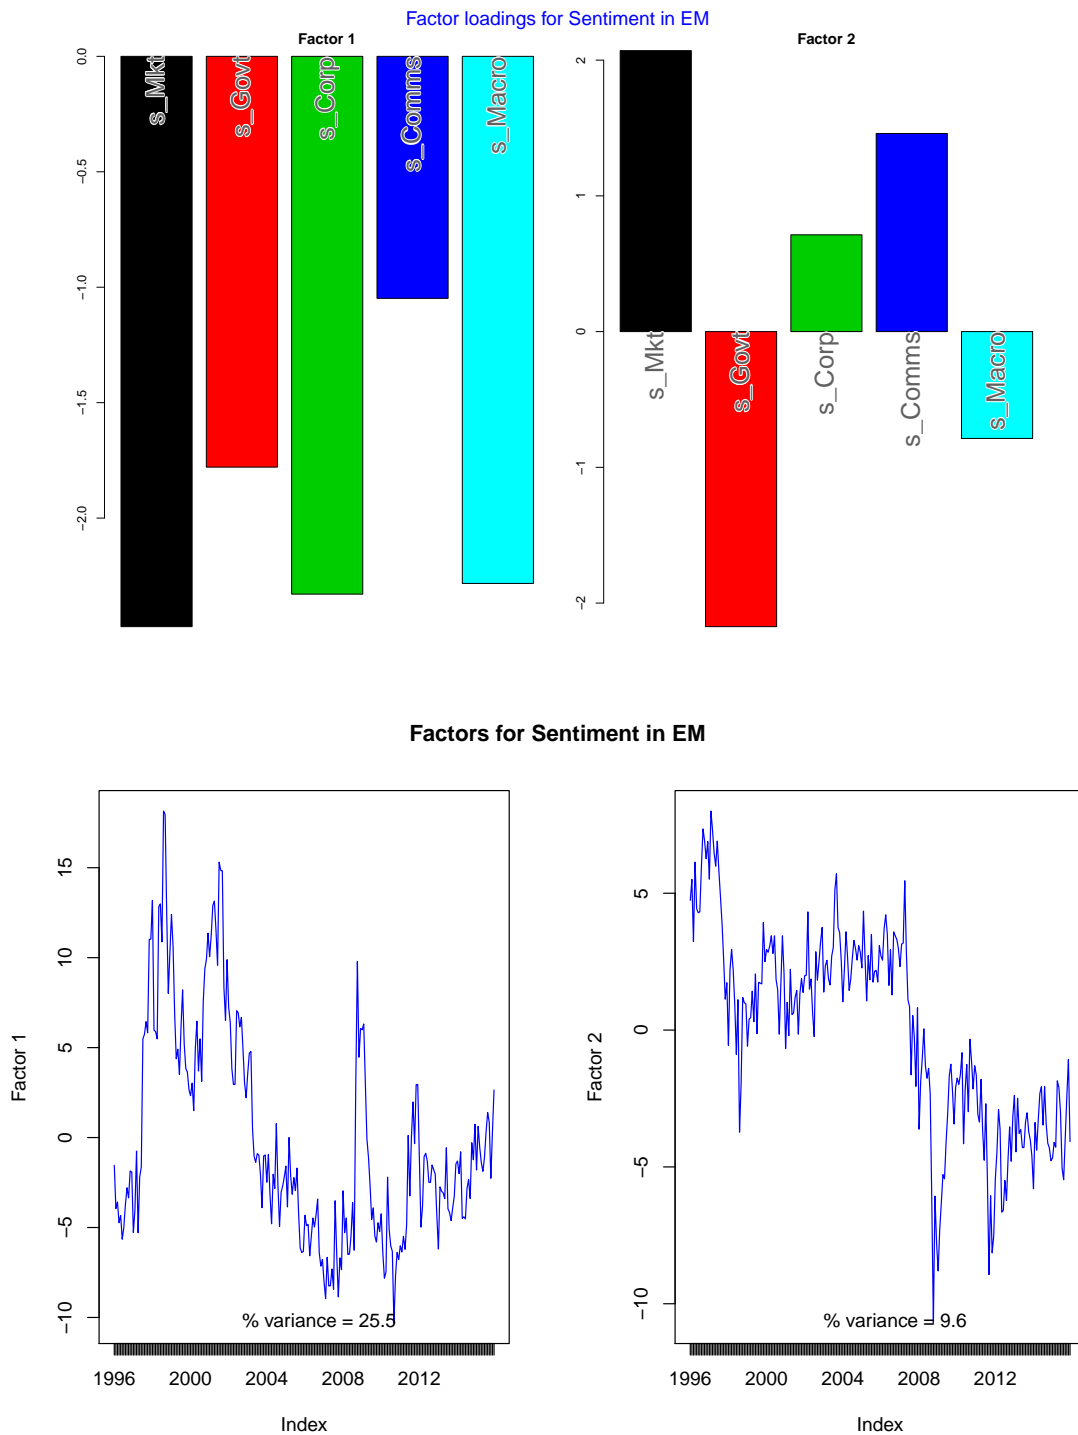 Factor loadings for Sentiment in EM
Factor 1
Factor 2
0.0
−0.5
−1.0
−1.5
−2.0
s_Mkt
s_Govt
s_Corp
s_Comms
s_Macro
2
1
0
−1
−2
s_Mkt
s_Govt
s_Corp
s_Comms
s_Macro
Factors for Sentiment in EM
Factor 1
15
10
5
0
−5
−10
% variance = 25.5
1996 2000 2004 2008 2012
Index
Factor 2
5
0
−5
−10
% variance = 9.6
1996 2000 2004 2008 2012
Index